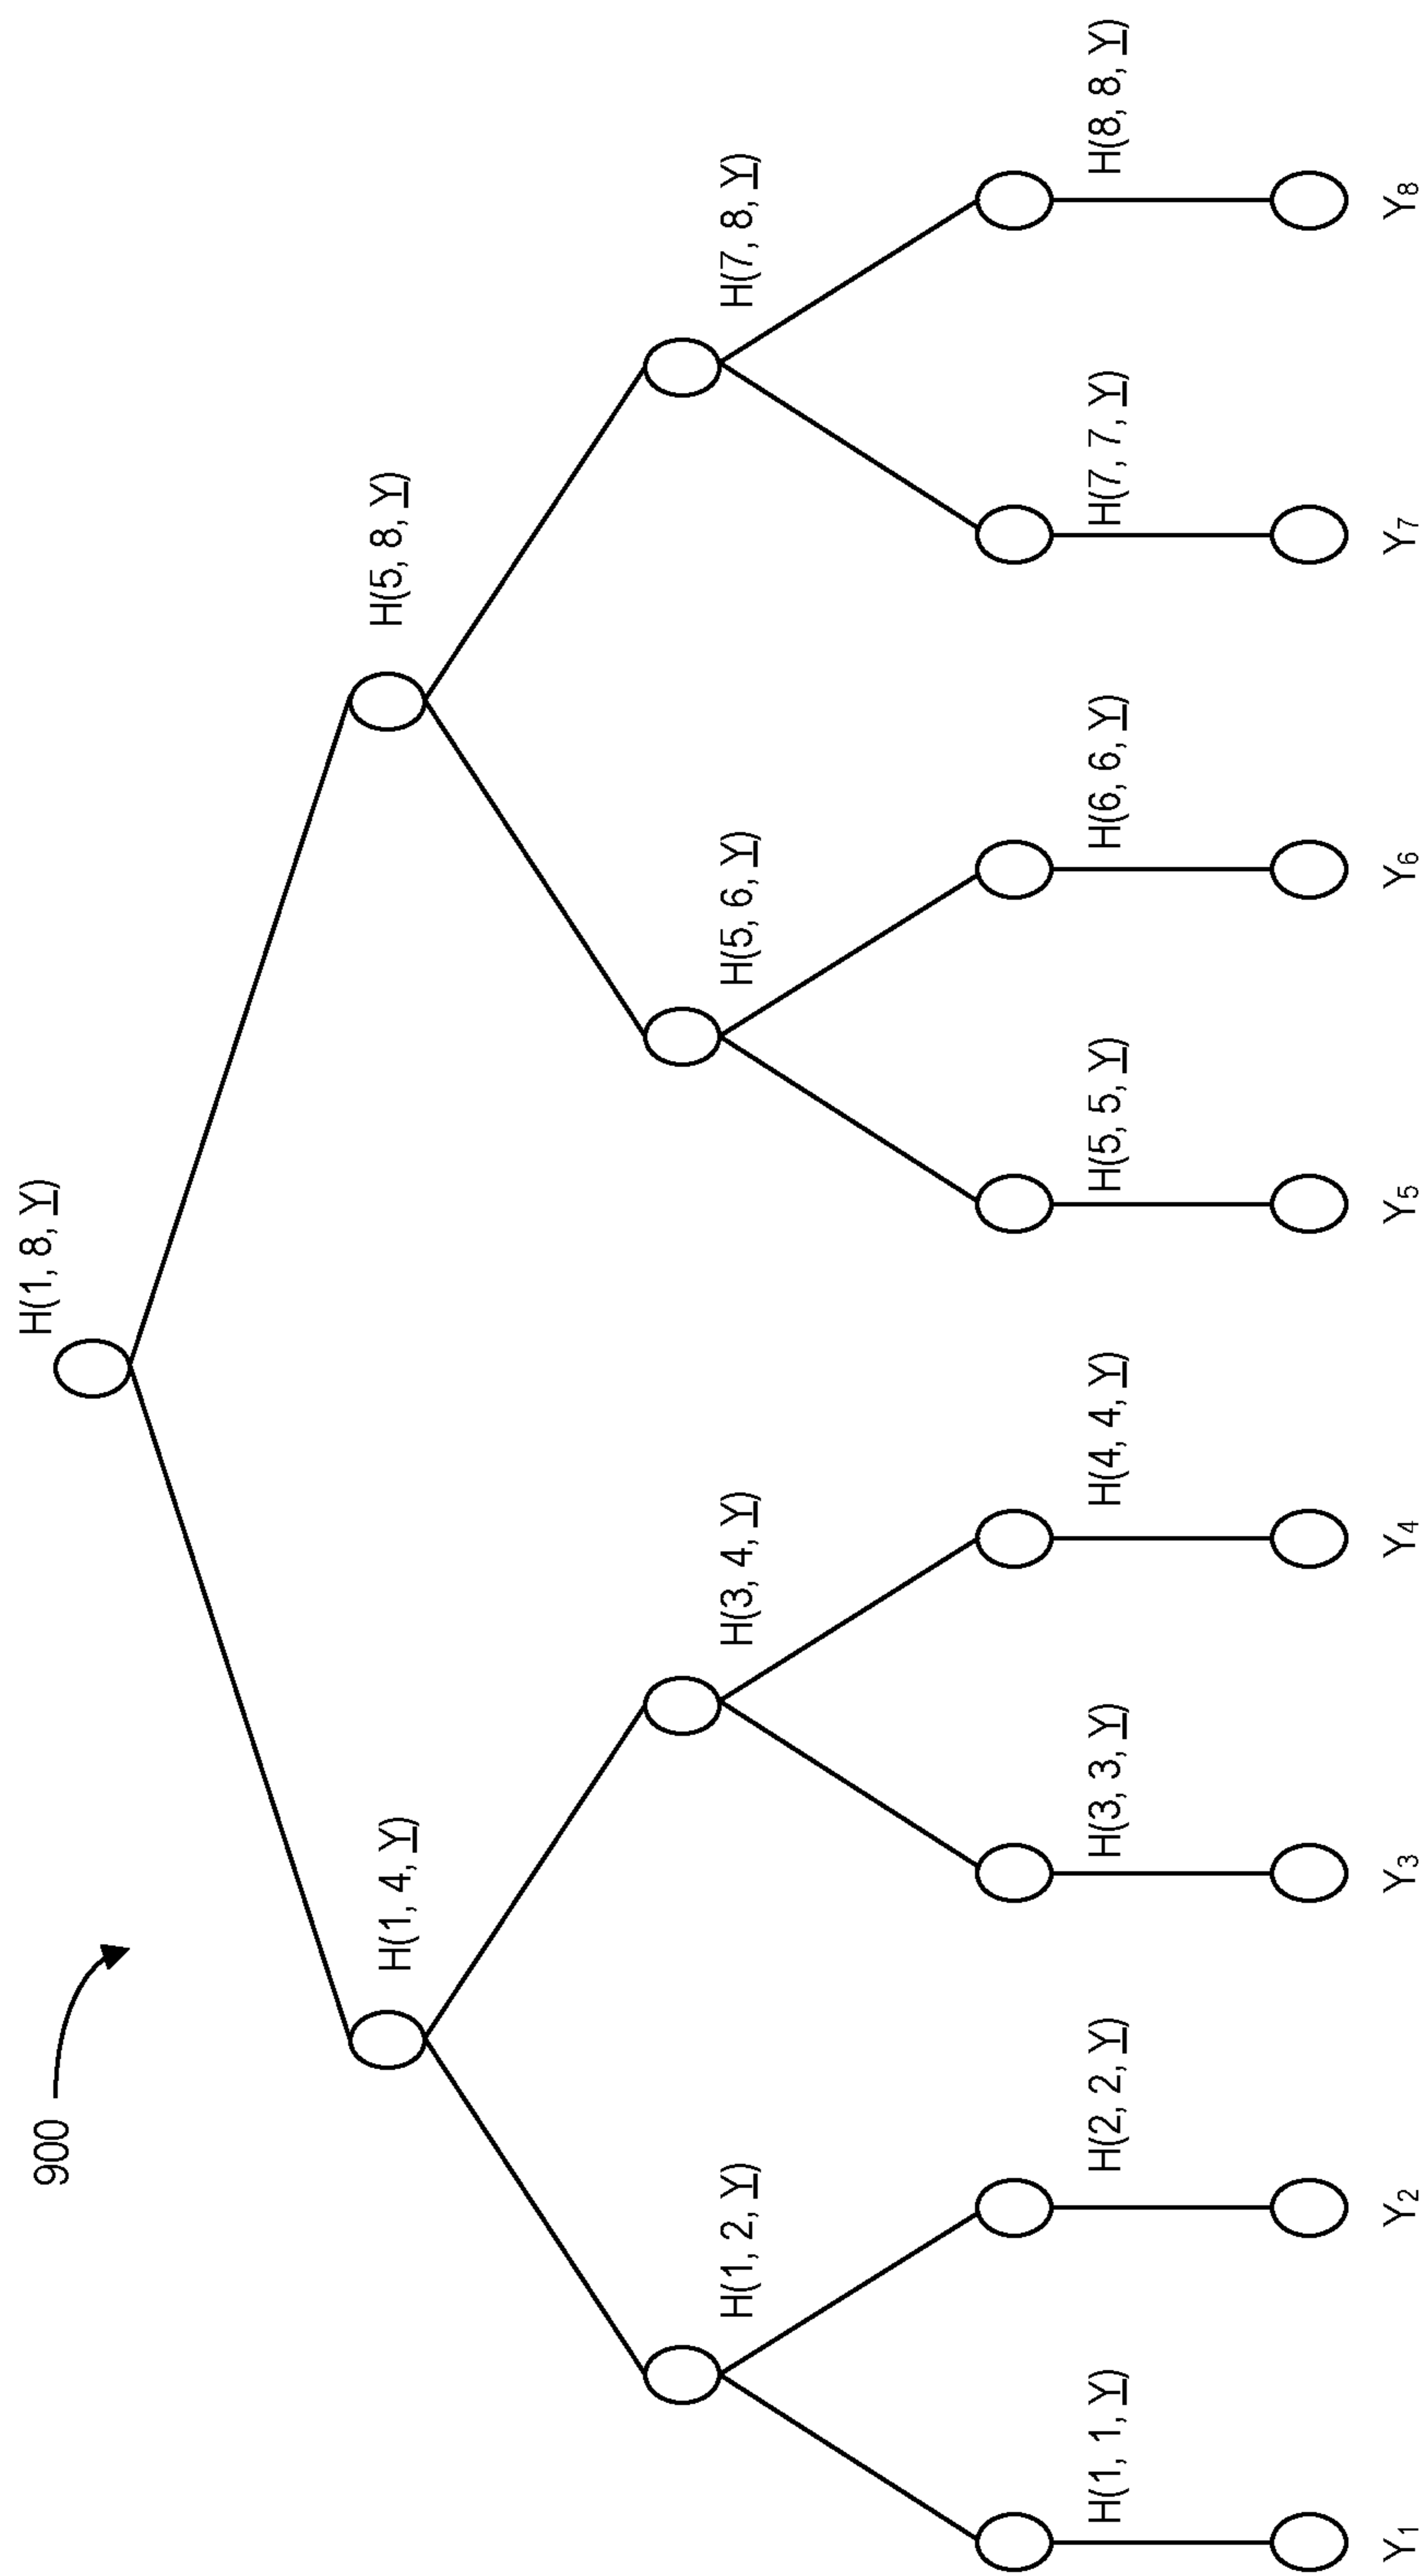 900
H(1, 8, Y)
H(1, 4, Y)
H(5, 8, Y)
H(1, 2, Y)
H(3, 4, Y)
H(5, 6, Y)
H(7, 8, Y)
H(1, 1, Y)
H(2, 2, Y)
H(3, 3, Y)
H(4, 4, Y)
H(5, 5, Y)
H(6, 6, Y)
H(7, 7, Y)
H(8, 8, Y)
Y1
Y2
Y3
Y4
Y5
Y6
Y7
Y8